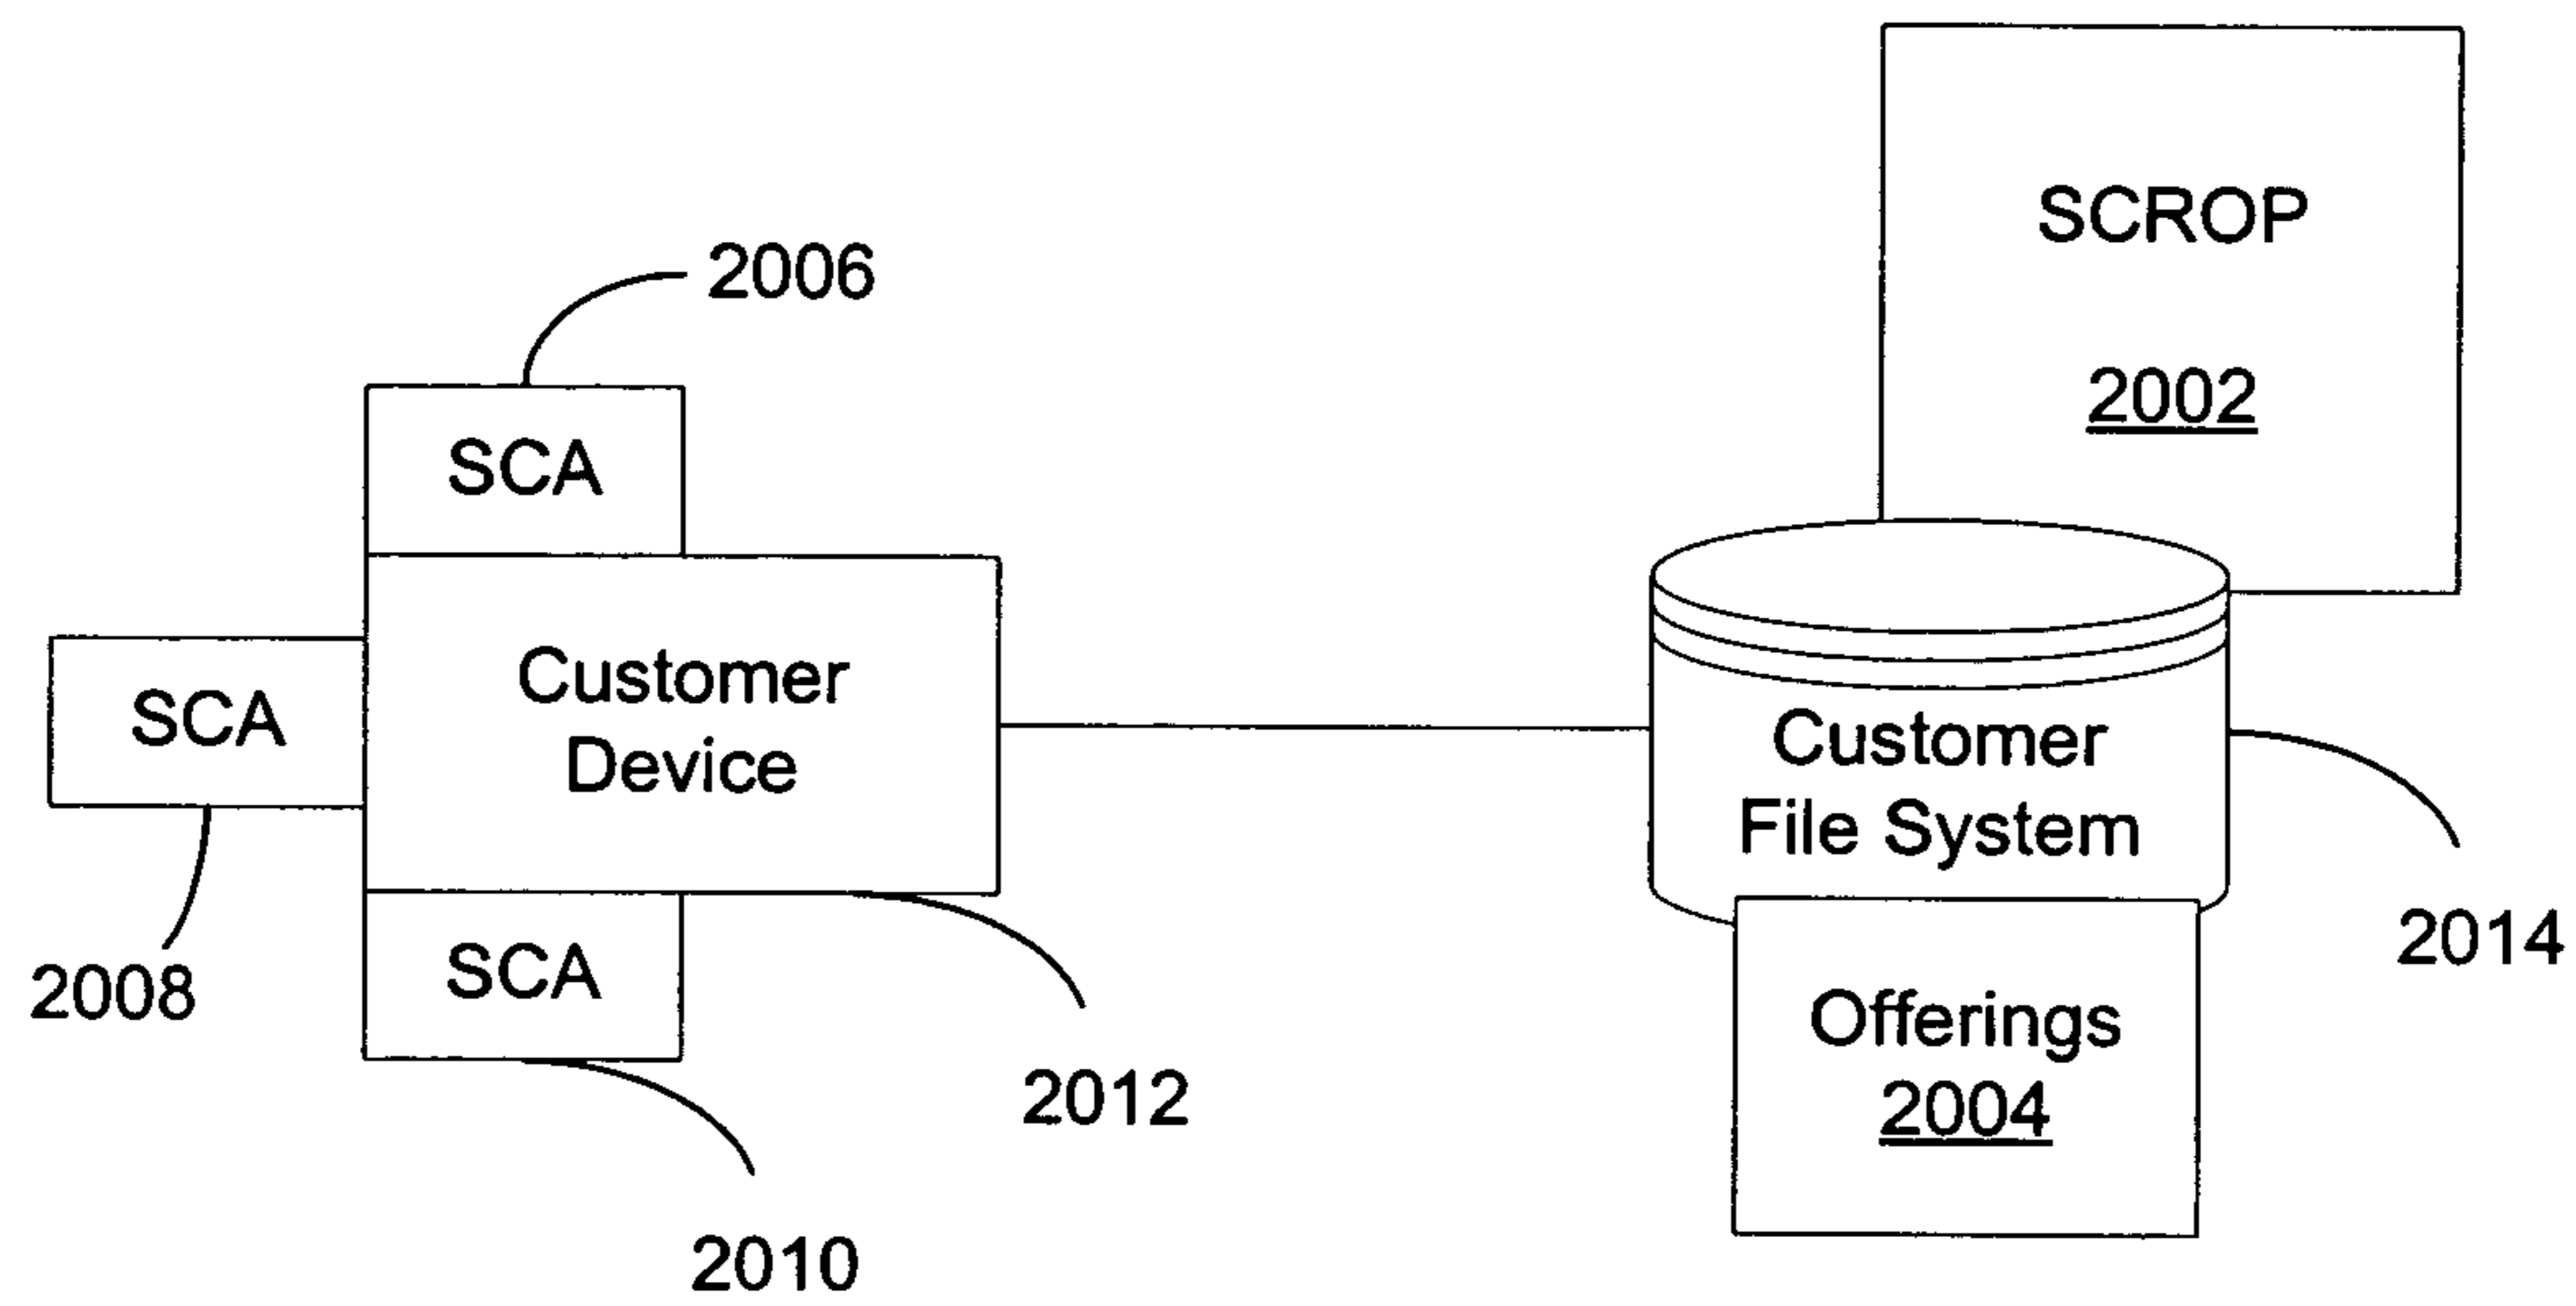 SCROP
2002
2006
SCA
Customer
Device
SCA
2008
SCA
2010
2012
Customer
File System
2014
Offerings
2004